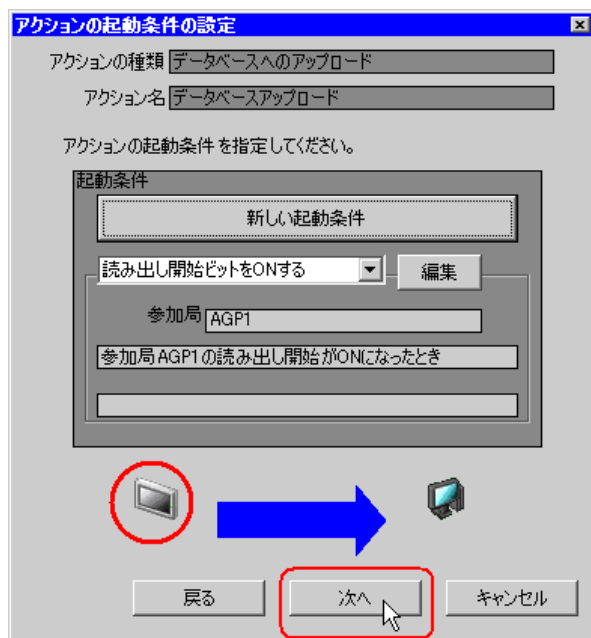 アクションの起動条件の設定
アクションの種類 データベースへのアップロード
アクション名 データベースアップロード
アクションの起動条件 を指定してください。
起動条件
新しい起動条件
読み出し開始ビットをONする 編集
参加局 AGP1
参加局AGP1の読み出し開始がONになったとき
戻る 次へ キャンセル